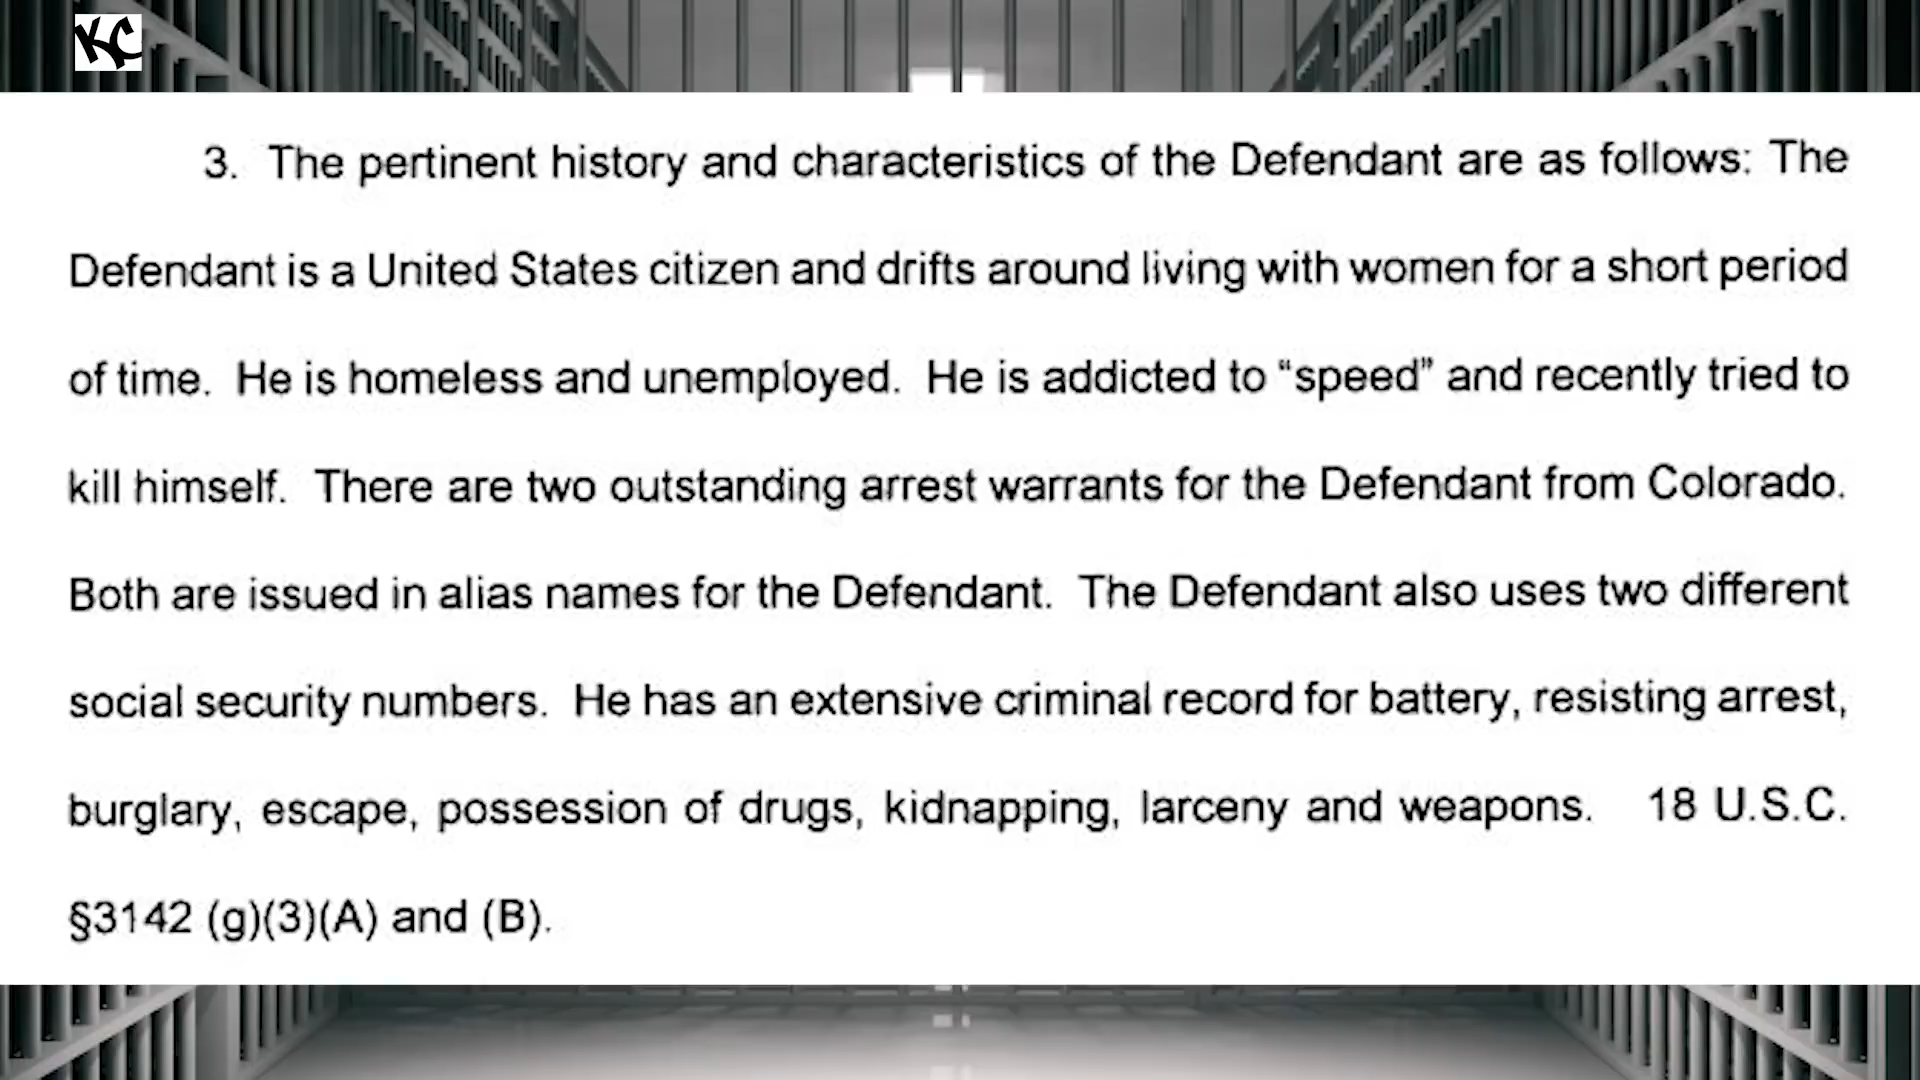 KC
3. The pertinent history and characteristics of the Defendant are as follows: The
Defendant is a United States citizen and drifts around living with women for a short period
of time. He is homeless and unemployed. He is addicted to “speed” and recently tried to
kill himself. There are two outstanding arrest warrants for the Defendant from Colorado.
Both are issued in alias names for the Defendant. The Defendant also uses two different
social security numbers. He has an extensive criminal record for battery, resisting arrest,
burglary, escape, possession of drugs, kidnapping, larceny and weapons. 18 U.S.C.
§3142 (g)(3)(A) and (B).